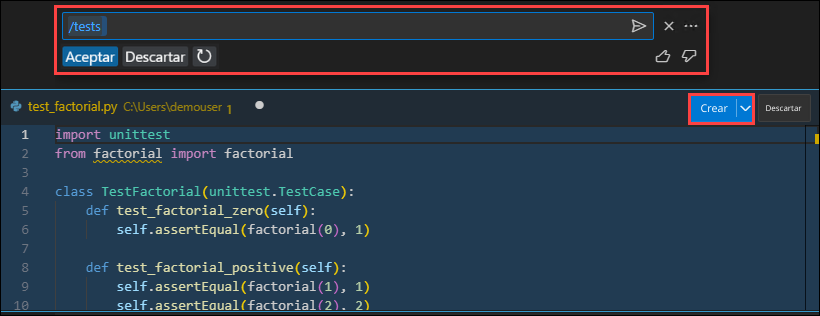 /tests
Aceptar Descartar
test_factorial.py C:\Users\demouser 1
Crear Descartar
1 import unittest
2 from factorial import factorial
3
4 class TestFactorial(unittest.TestCase):
5 def test_factorial_zero(self):
6 self.assertEqual(factorial(0), 1)
7
8 def test_factorial_positive(self):
9 self.assertEqual(factorial(1), 1)
10 self.assertEqual(factorial(2), 2)